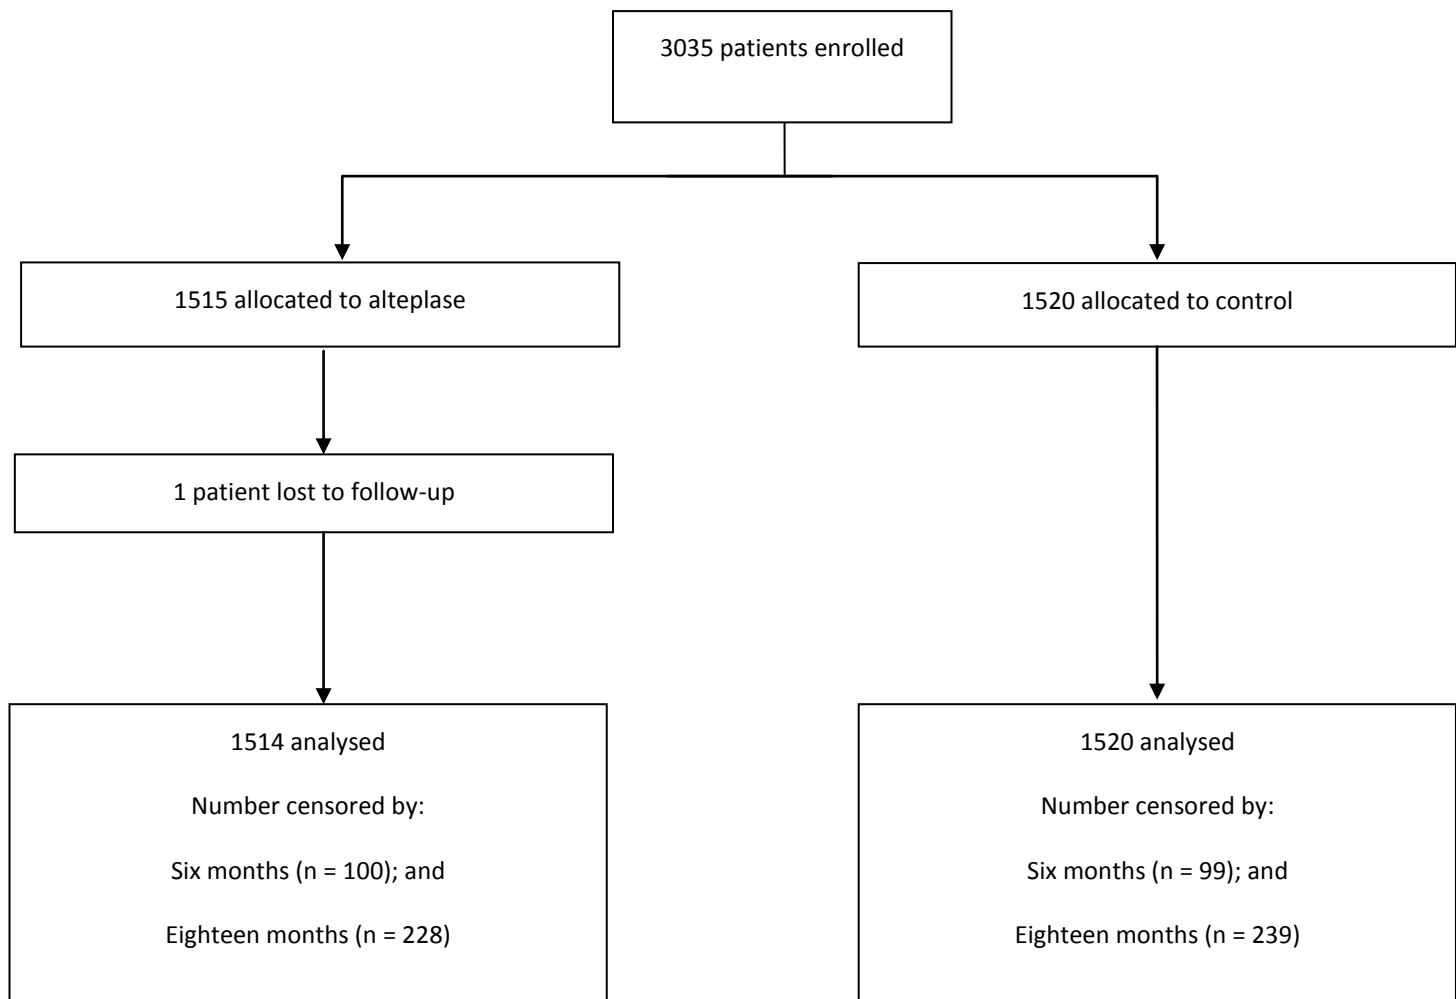 3035 patients enrolled
1515 allocated to alteplase
1520 allocated to control
1 patient lost to follow-up
1514 analysed
Number censored by:
Six months (n = 100); and
Eighteen months (n = 228)
1520 analysed
Number censored by:
Six months (n = 99); and
Eighteen months (n = 239)